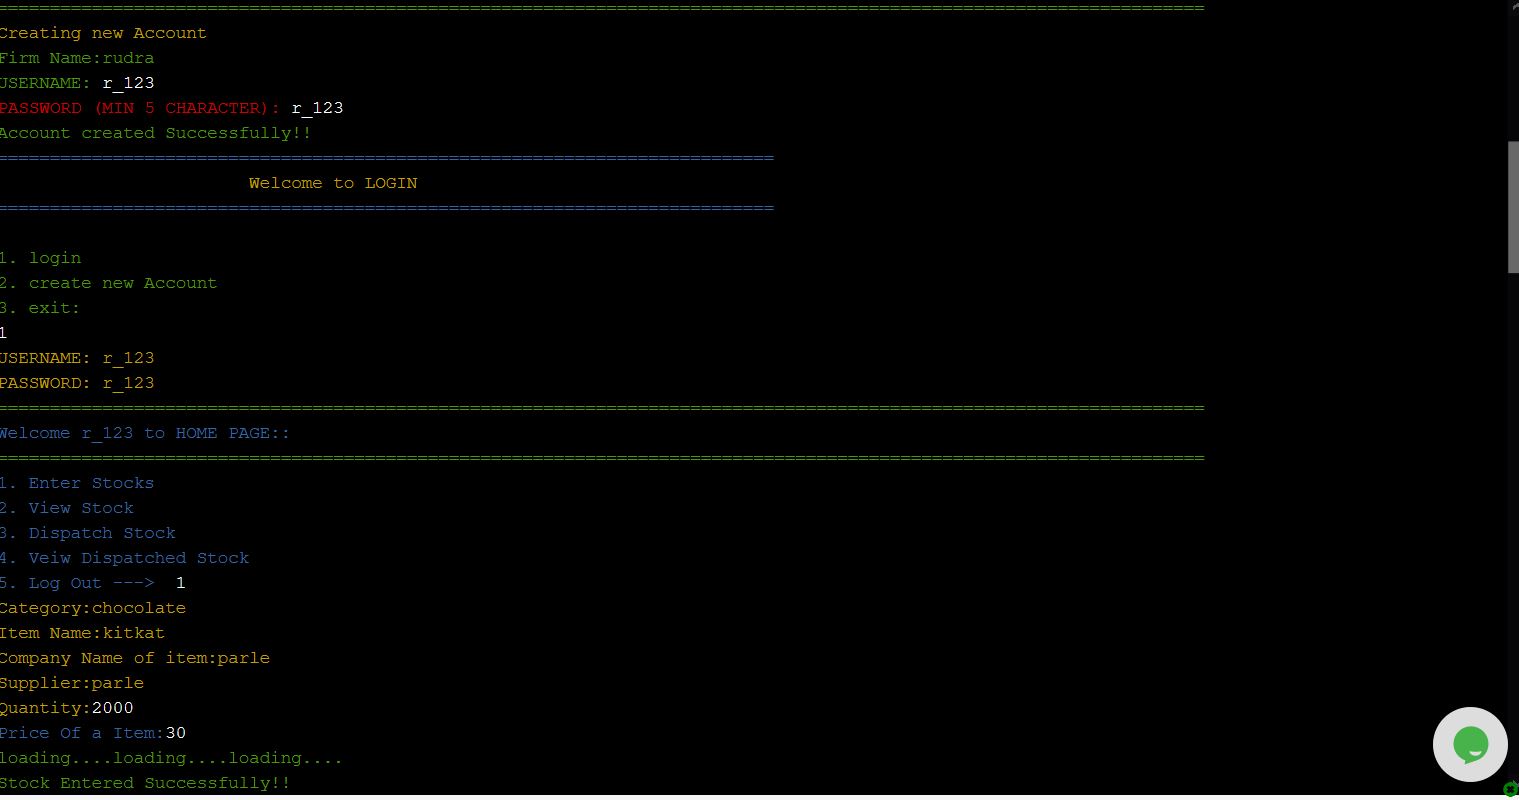 ================================================================================================================
Creating new Account
Firm Name:rudra
USERNAME: r_123
PASSWORD (MIN 5 CHARACTER): r_123
Account created Successfully!!
==========================================================================
Welcome to LOGIN
==========================================================================
1. login
2. create new Account
3. exit:
1
USERNAME: r_123
PASSWORD: r_123
===================================================================================================================
Welcome r_123 to HOME PAGE::
===================================================================================================================
1. Enter Stocks
2. View Stock
3. Dispatch Stock
4. Veiw Dispatched Stock
5. Log Out --->  1
Category:chocolate
Item Name:kitkat
Company Name of item:parle
Supplier:parle
Quantity:2000
Price Of a Item:30
loading....loading....loading....
Stock Entered Successfully!!